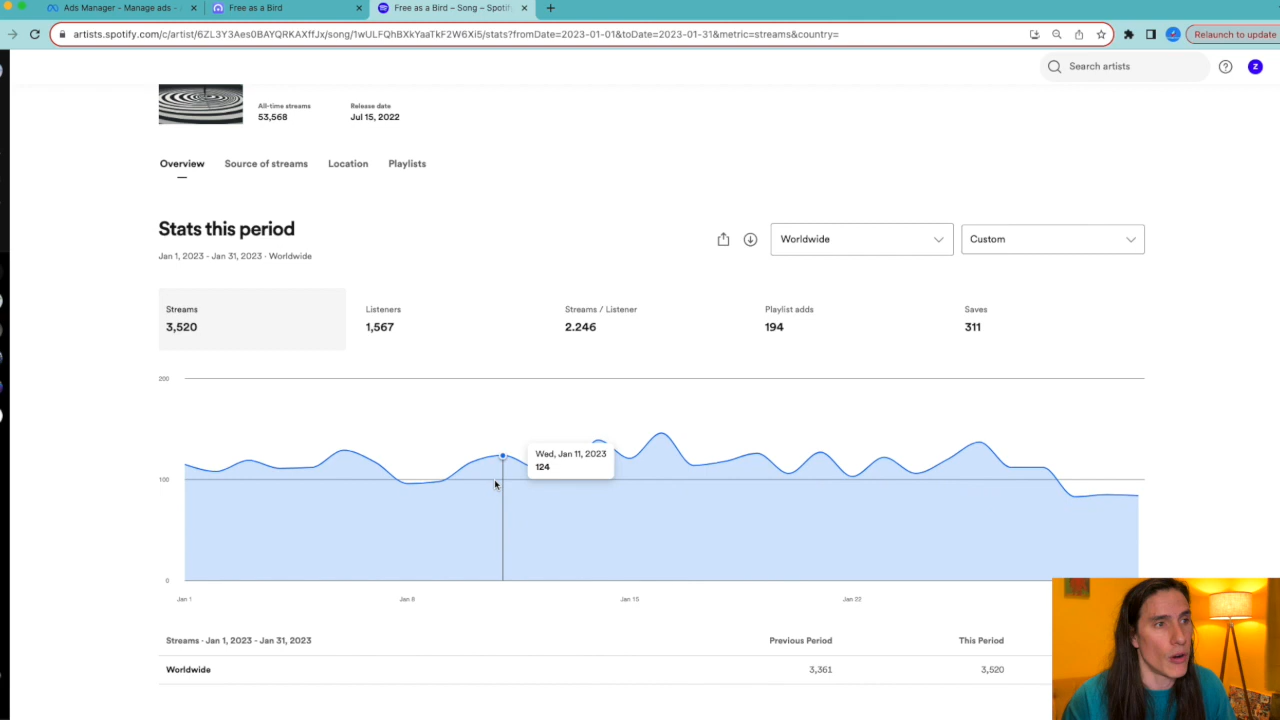 Ads Manager - Manage ads -
Free as a Bird
Free as a Bird – Song – Spotif
artists.spotify.com/c/artist/6ZL3Y3Aes0BAYQRKAXffJx/song/1wULFQhBXkYaaTkF2W6Xi5/stats?fromDate=2023-01-01&toDate=2023-01-31&metric=streams&country=
Relaunch to update
Search artists
Z
All-time streams
53,568
Release date
Jul 15, 2022
Overview
Source of streams
Location
Playlists
Stats this period
Jan 1, 2023 - Jan 31, 2023 · Worldwide
Worldwide
Custom
Streams
3,520
Listeners
1,567
Streams / Listener
2.246
Playlist adds
194
Saves
311
200
100
0
Wed, Jan 11, 2023
124
Jan 1
Jan 8
Jan 15
Jan 22
Streams · Jan 1, 2023 - Jan 31, 2023
Previous Period
This Period
Worldwide
3,361
3,520